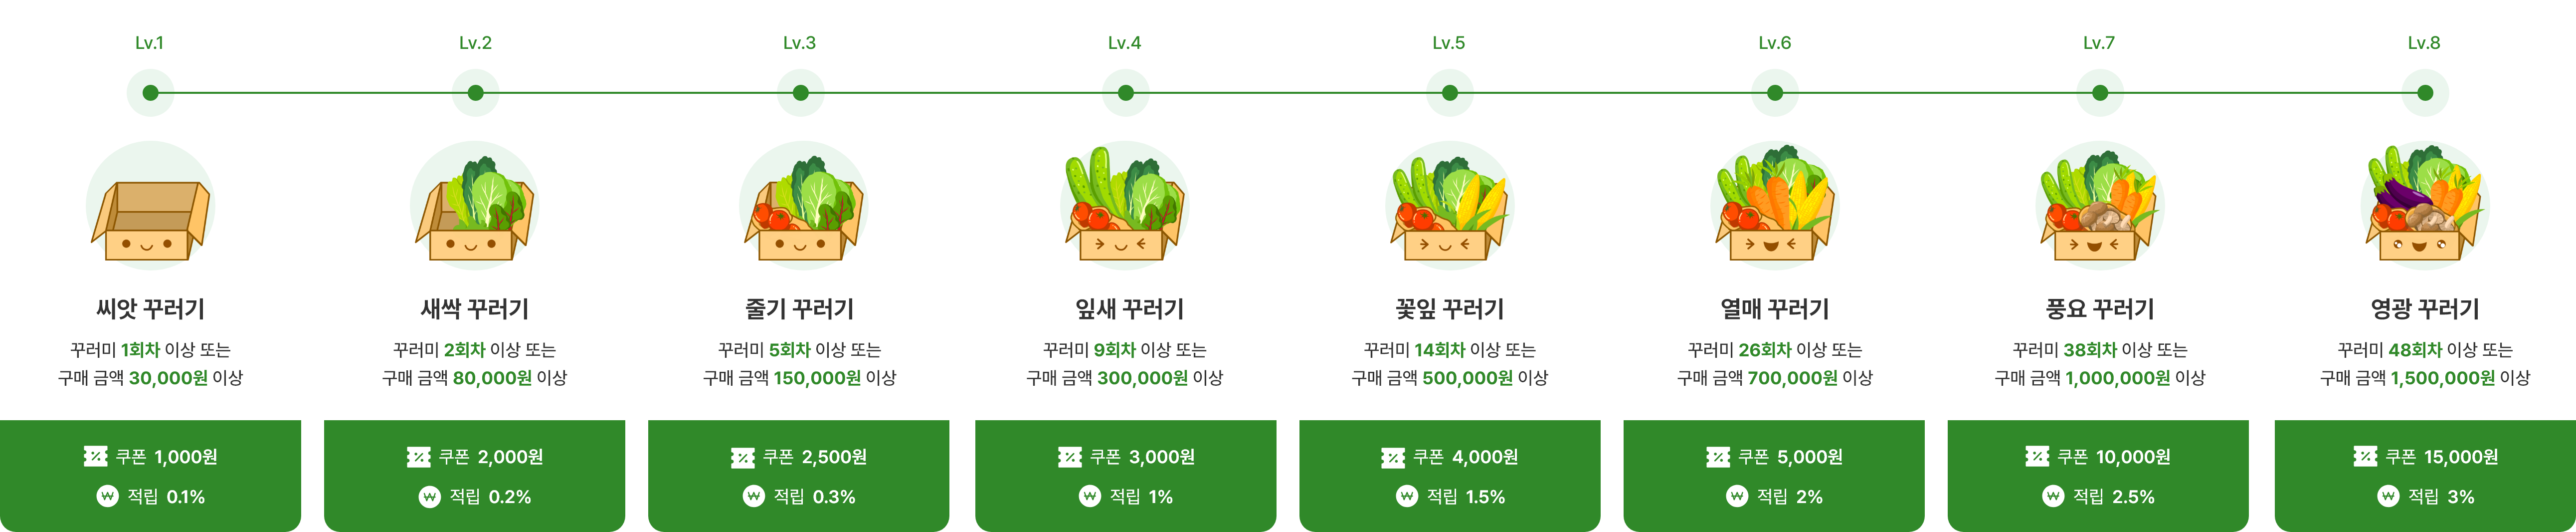 Lv.1
Lv.2
Lv.3
Lv.4
Lv.5
Lv.6
Lv.7
Lv.8
씨앗 꾸러기
꾸러미 1회차 이상 또는
구매 금액 30,000원 이상
쿠폰 1,000원
적립 0.1%
새싹 꾸러기
꾸러미 2회차 이상 또는
구매 금액 80,000원 이상
쿠폰 2,000원
적립 0.2%
줄기 꾸러기
꾸러미 5회차 이상 또는
구매 금액 150,000원 이상
쿠폰 2,500원
적립 0.3%
잎새 꾸러기
꾸러미 9회차 이상 또는
구매 금액 300,000원 이상
쿠폰 3,000원
적립 1%
꽃잎 꾸러기
꾸러미 14회차 이상 또는
구매 금액 500,000원 이상
쿠폰 4,000원
적립 1.5%
열매 꾸러기
꾸러미 26회차 이상 또는
구매 금액 700,000원 이상
쿠폰 5,000원
적립 2%
풍요 꾸러기
꾸러미 38회차 이상 또는
구매 금액 1,000,000원 이상
쿠폰 10,000원
적립 2.5%
영광 꾸러기
꾸러미 48회차 이상 또는
구매 금액 1,500,000원 이상
쿠폰 15,000원
적립 3%